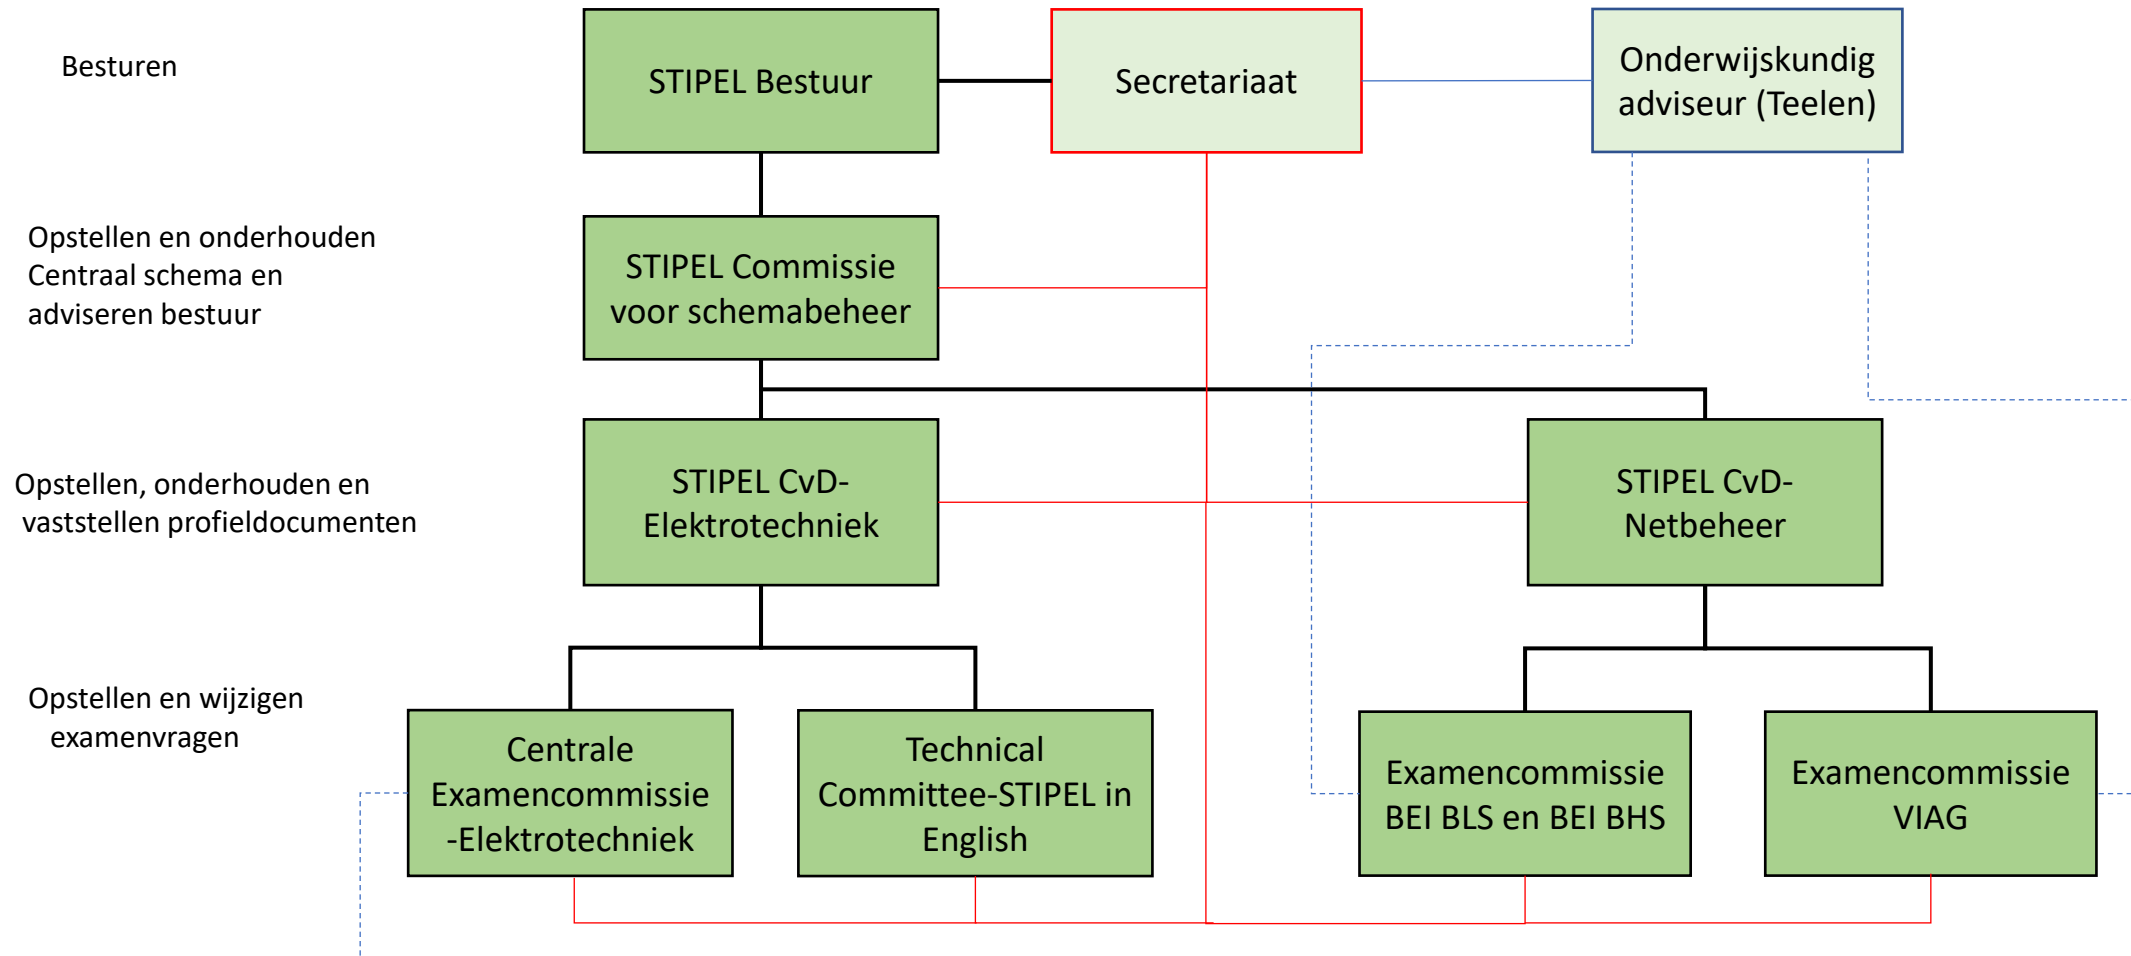 Besturen
STIPEL Bestuur
Secretariaat
Onderwijskundig
adviseur (Teelen)
Opstellen en onderhouden
Centraal schema en
adviseren bestuur
STIPEL Commissie
voor schemabeheer
Opstellen, onderhouden en
vaststellen profieldocumenten
STIPEL CvD-
Elektrotechniek
STIPEL CvD-
Netbeheer
Opstellen en wijzigen
examenvragen
Centrale
Examencommissie
-Elektrotechniek
Technical
Committee-STIPEL in
English
Examencommissie
BEI BLS en BEI BHS
Examencommissie
VIAG